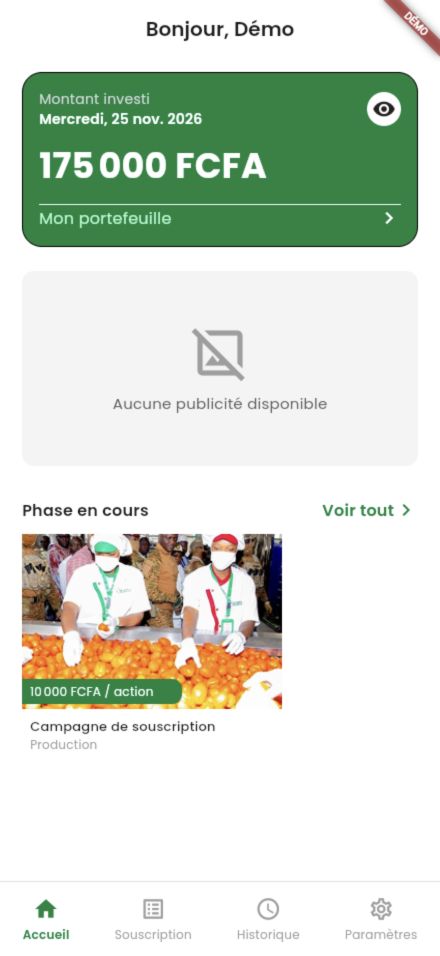 Bonjour, Démo
DÉMO
Montant investi
Mercredi, 25 nov. 2026
175 000 FCFA
Mon portefeuille
Aucune publicité disponible
Phase en cours
Voir tout
10 000 FCFA / action
Campagne de souscription
Production
Accueil
Souscription
Historique
Paramètres